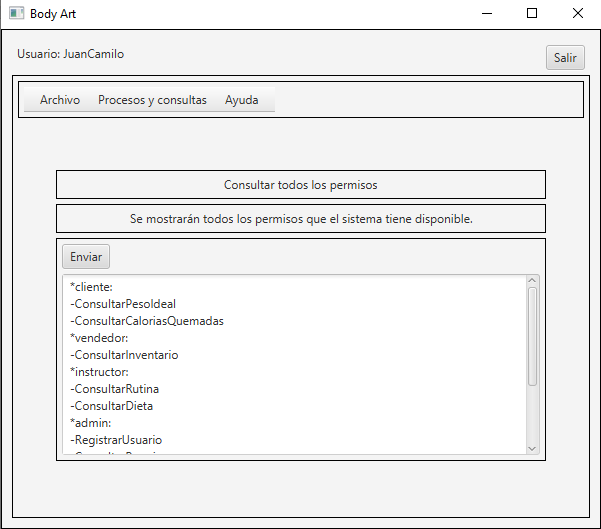 Body Art
Usuario: JuanCamilo
Salir
Archivo Procesos y consultas Ayuda
Consultar todos los permisos
Se mostrarán todos los permisos que el sistema tiene disponible.
Enviar
*cliente:
-ConsultarPesoIdeal
-ConsultarCaloriasQuemadas
*vendedor:
-ConsultarInventario
*instructor:
-ConsultarRutina
-ConsultarDieta
*admin:
-RegistrarUsuario